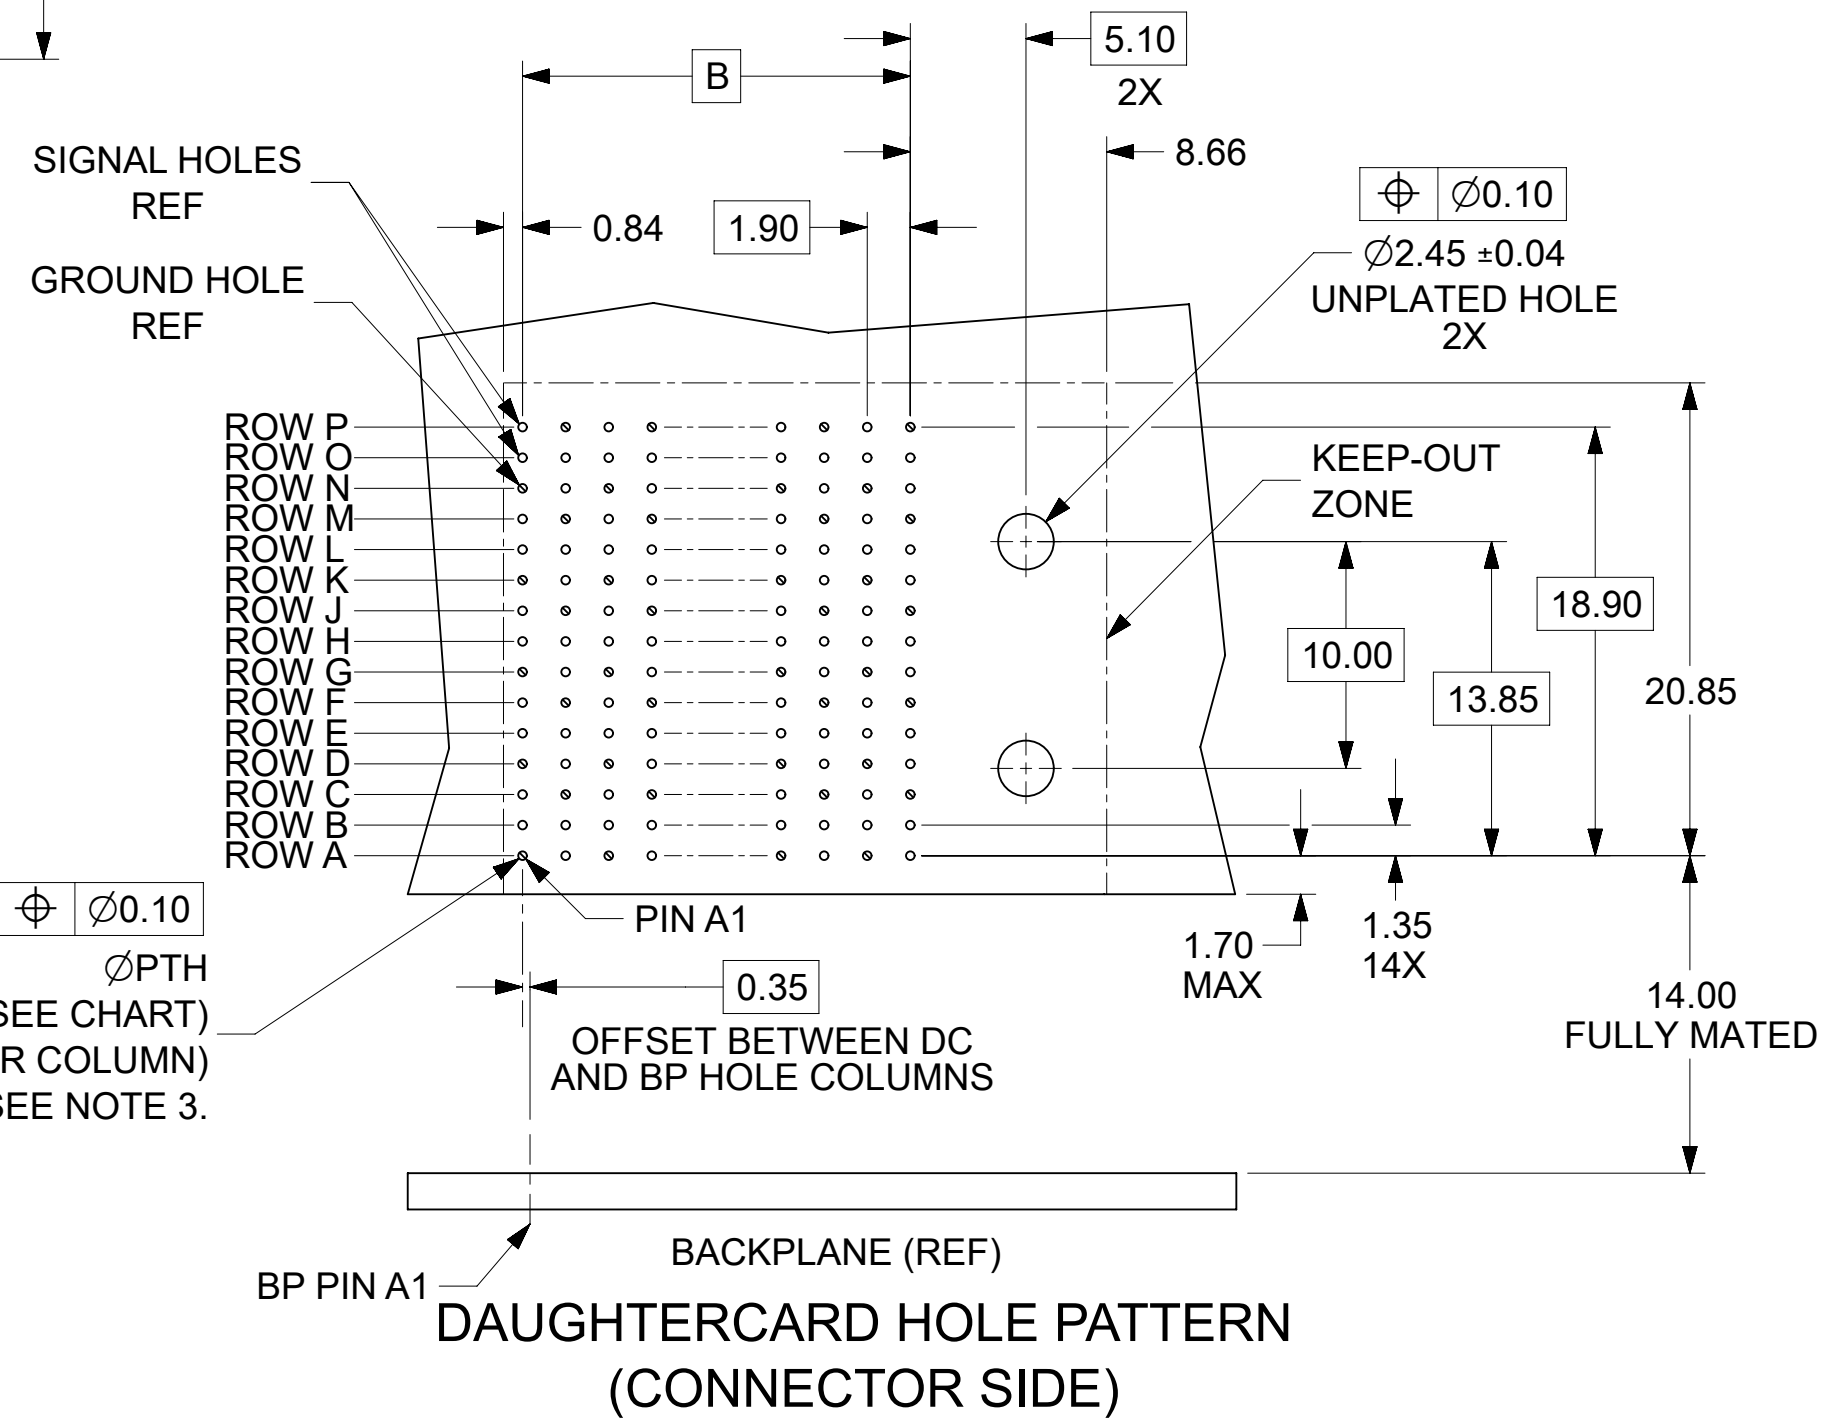 5.10
2X
B
8.66
SIGNAL HOLES
REF
0.84
1.90
⌖ Ø0.10
Ø2.45 ±0.04
UNPLATED HOLE
2X
GROUND HOLE
REF
ROW P
ROW O
ROW N
ROW M
ROW L
ROW K
ROW J
ROW H
ROW G
ROW F
ROW E
ROW D
ROW C
ROW B
ROW A
KEEP-OUT
ZONE
18.90
10.00
13.85
20.85
⌖ Ø0.10
ØPTH
SEE CHART)
R COLUMN)
SEE NOTE 3.
PIN A1
0.35
OFFSET BETWEEN DC
AND BP HOLE COLUMNS
1.70
MAX
1.35
14X
14.00
FULLY MATED
BACKPLANE (REF)
BP PIN A1
DAUGHTERCARD HOLE PATTERN
(CONNECTOR SIDE)